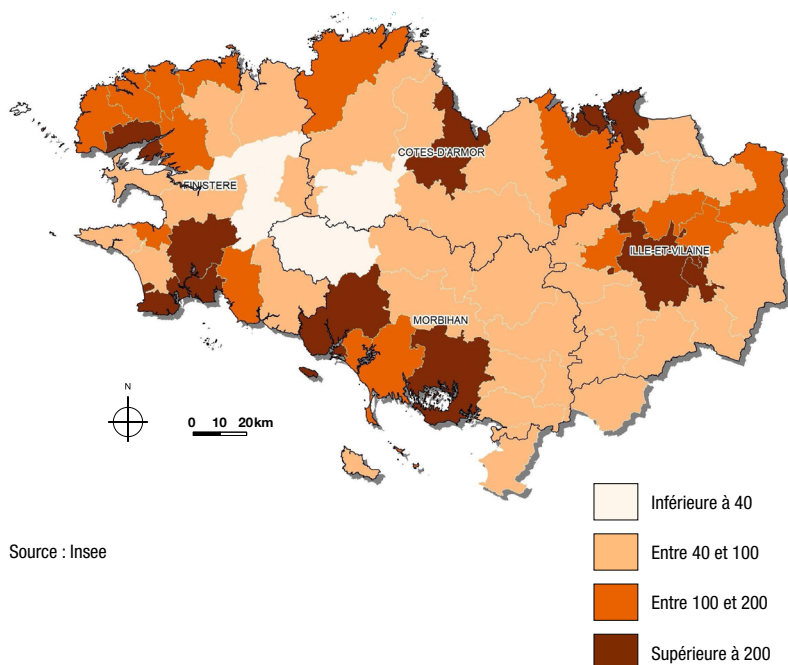 COTES-D'ARMOR
FINISTERE
ILLE-ET-VILAINE
MORBIHAN
N
0 10 20km
Inférieure à 40
Source : Insee
Entre 40 et 100
Entre 100 et 200
Supérieure à 200